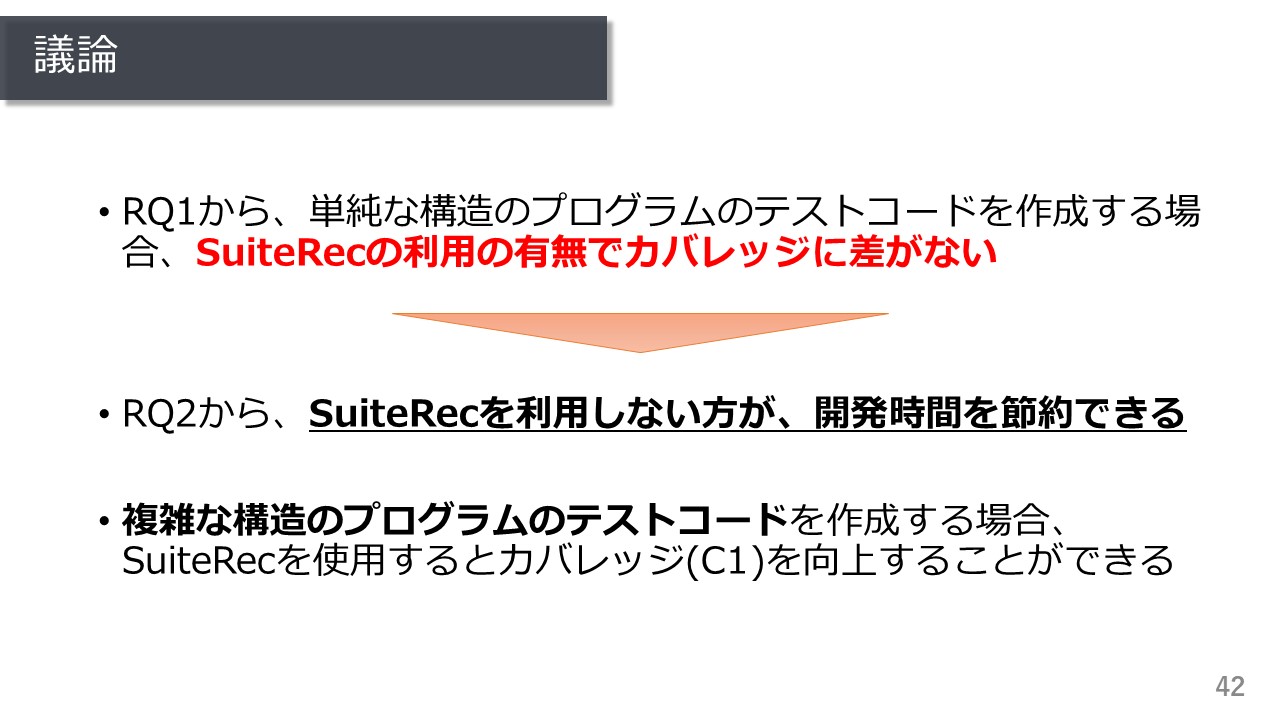 議論
• RQ1から、単純な構造のプログラムのテストコードを作成する場
合、SuiteRecの利用の有無でカバレッジに差がない
• RQ2から、SuiteRecを利用しない方が、開発時間を節約できる
• 複雑な構造のプログラムのテストコードを作成する場合、
SuiteRecを使用するとカバレッジ(C1)を向上することができる
42